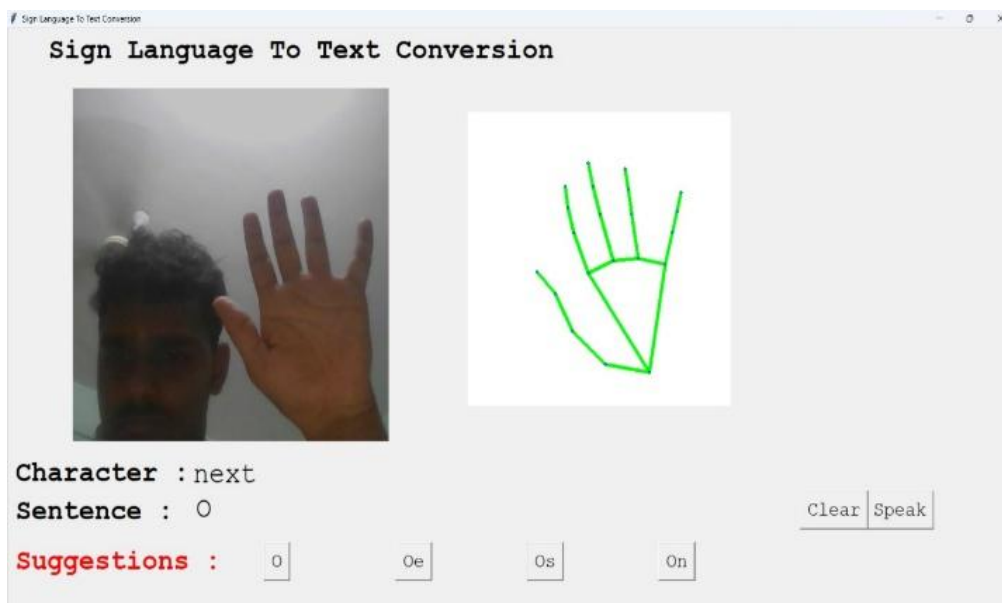 Sign Language To Text Conversion
Sign Language To Text Conversion
Character : next
Sentence : O
Clear Speak
Suggestions : O Oe Os On